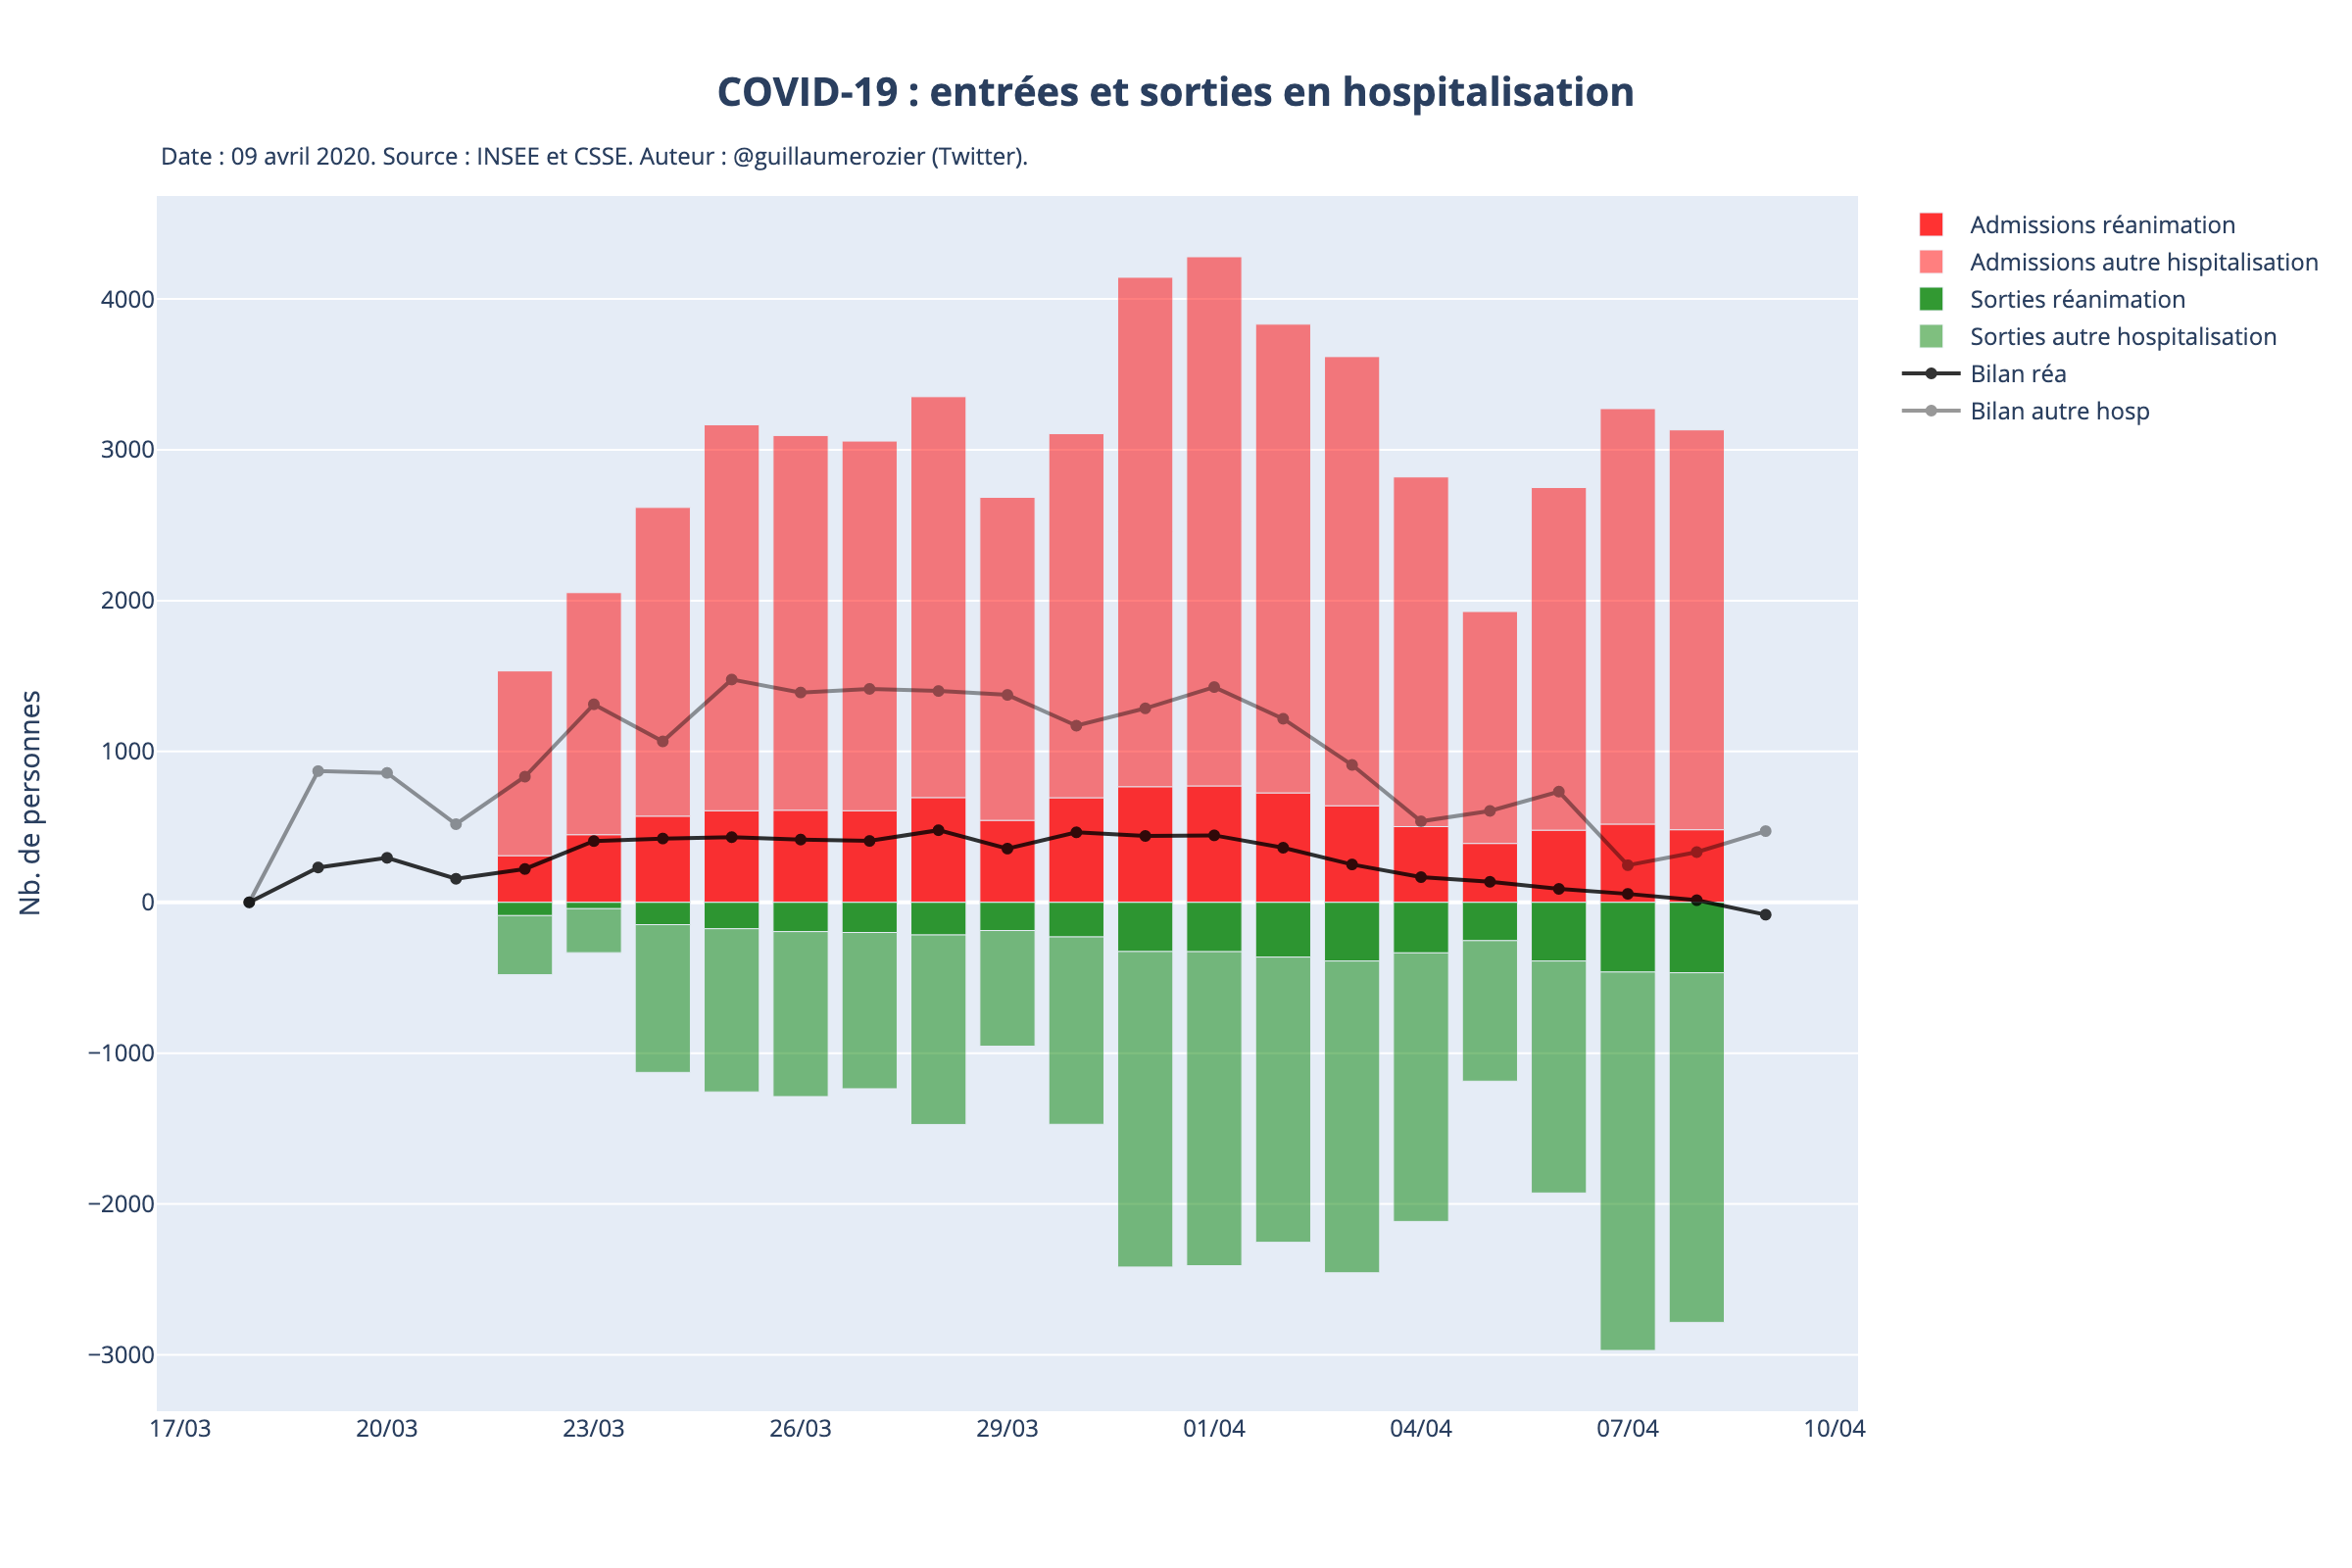 COVID-19 : entrées et sorties en hospitalisation
Date : 09 avril 2020. Source : INSEE et CSSE. Auteur : @guillaumerozier (Twitter).
Admissions réanimation
Admissions autre hispitalisation
Sorties réanimation
Sorties autre hospitalisation
Bilan réa
Bilan autre hosp
Nb. de personnes
4000
3000
2000
1000
0
−1000
−2000
−3000
17/03 20/03 23/03 26/03 29/03 01/04 04/04 07/04 10/04